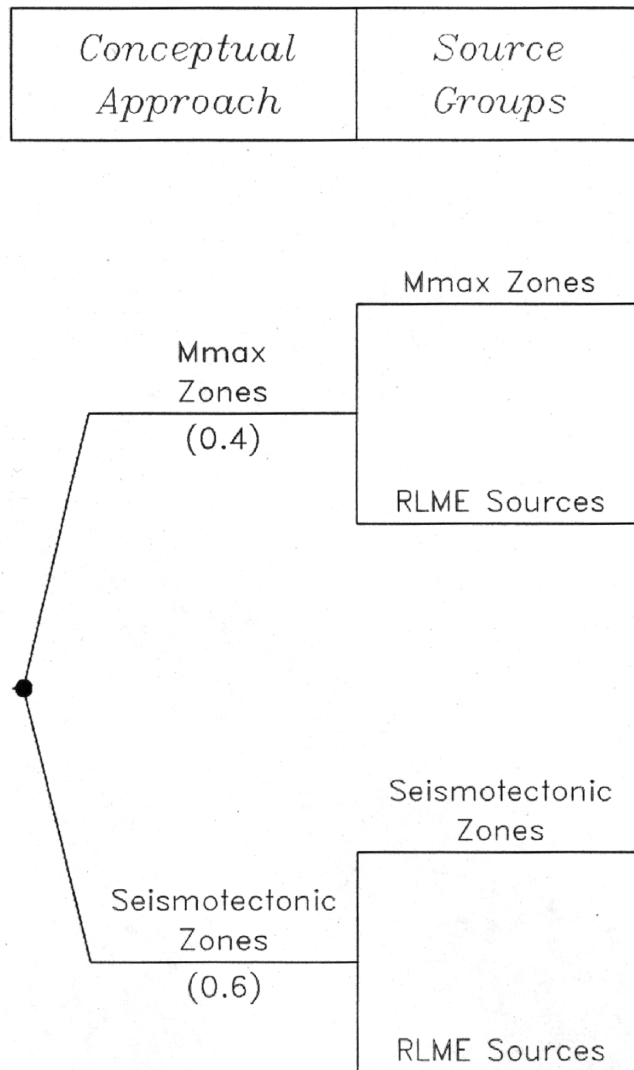 Conceptual
Approach
Source
Groups
Mmax Zones
Mmax
Zones
(0.4)
RLME Sources
Seismotectonic
Zones
Seismotectonic
Zones
(0.6)
RLME Sources